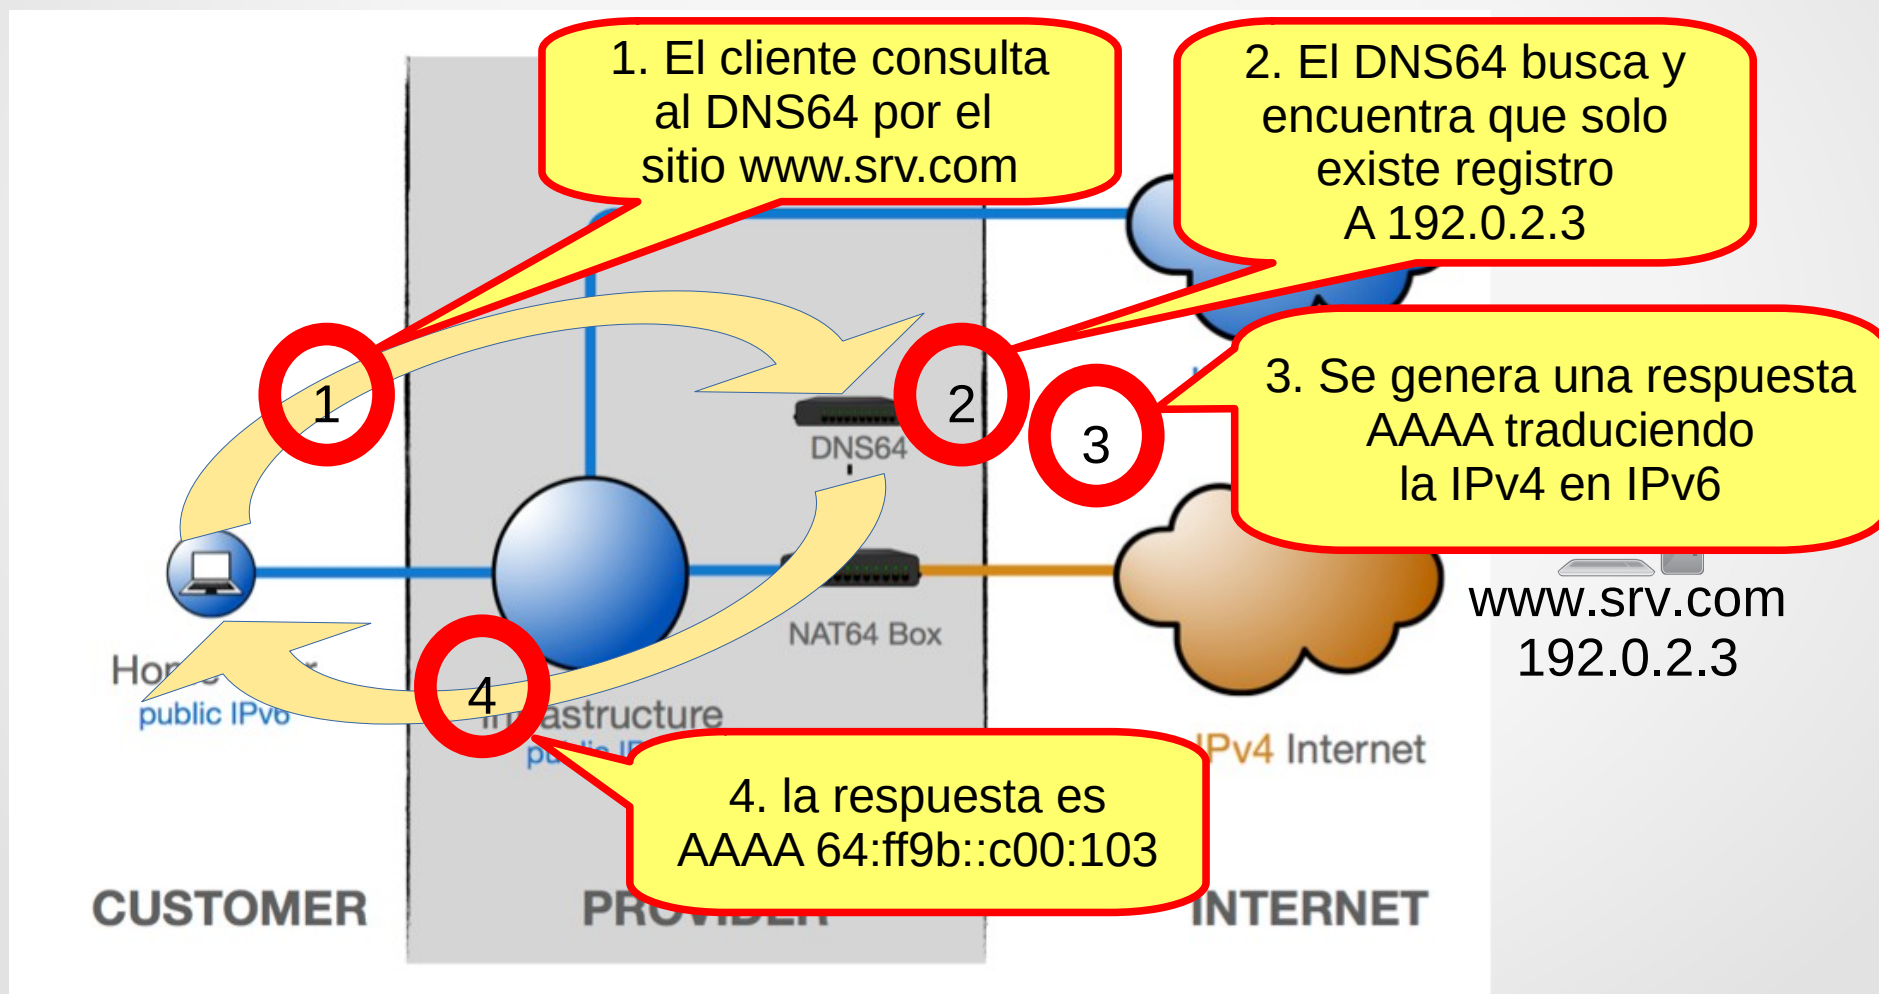 1. El cliente consulta
al DNS64 por el
sitio www.srv.com
2. El DNS64 busca y
encuentra que solo
existe registro
A 192.0.2.3
3. Se genera una respuesta
AAAA traduciendo
la IPv4 en IPv6
1
2
3
DNS64
NAT64 Box
www.srv.com
192.0.2.3
public IPv6
4
IPv4 Internet
4. la respuesta es
AAAA 64:ff9b::c00:103
CUSTOMER
PROVIDER
INTERNET